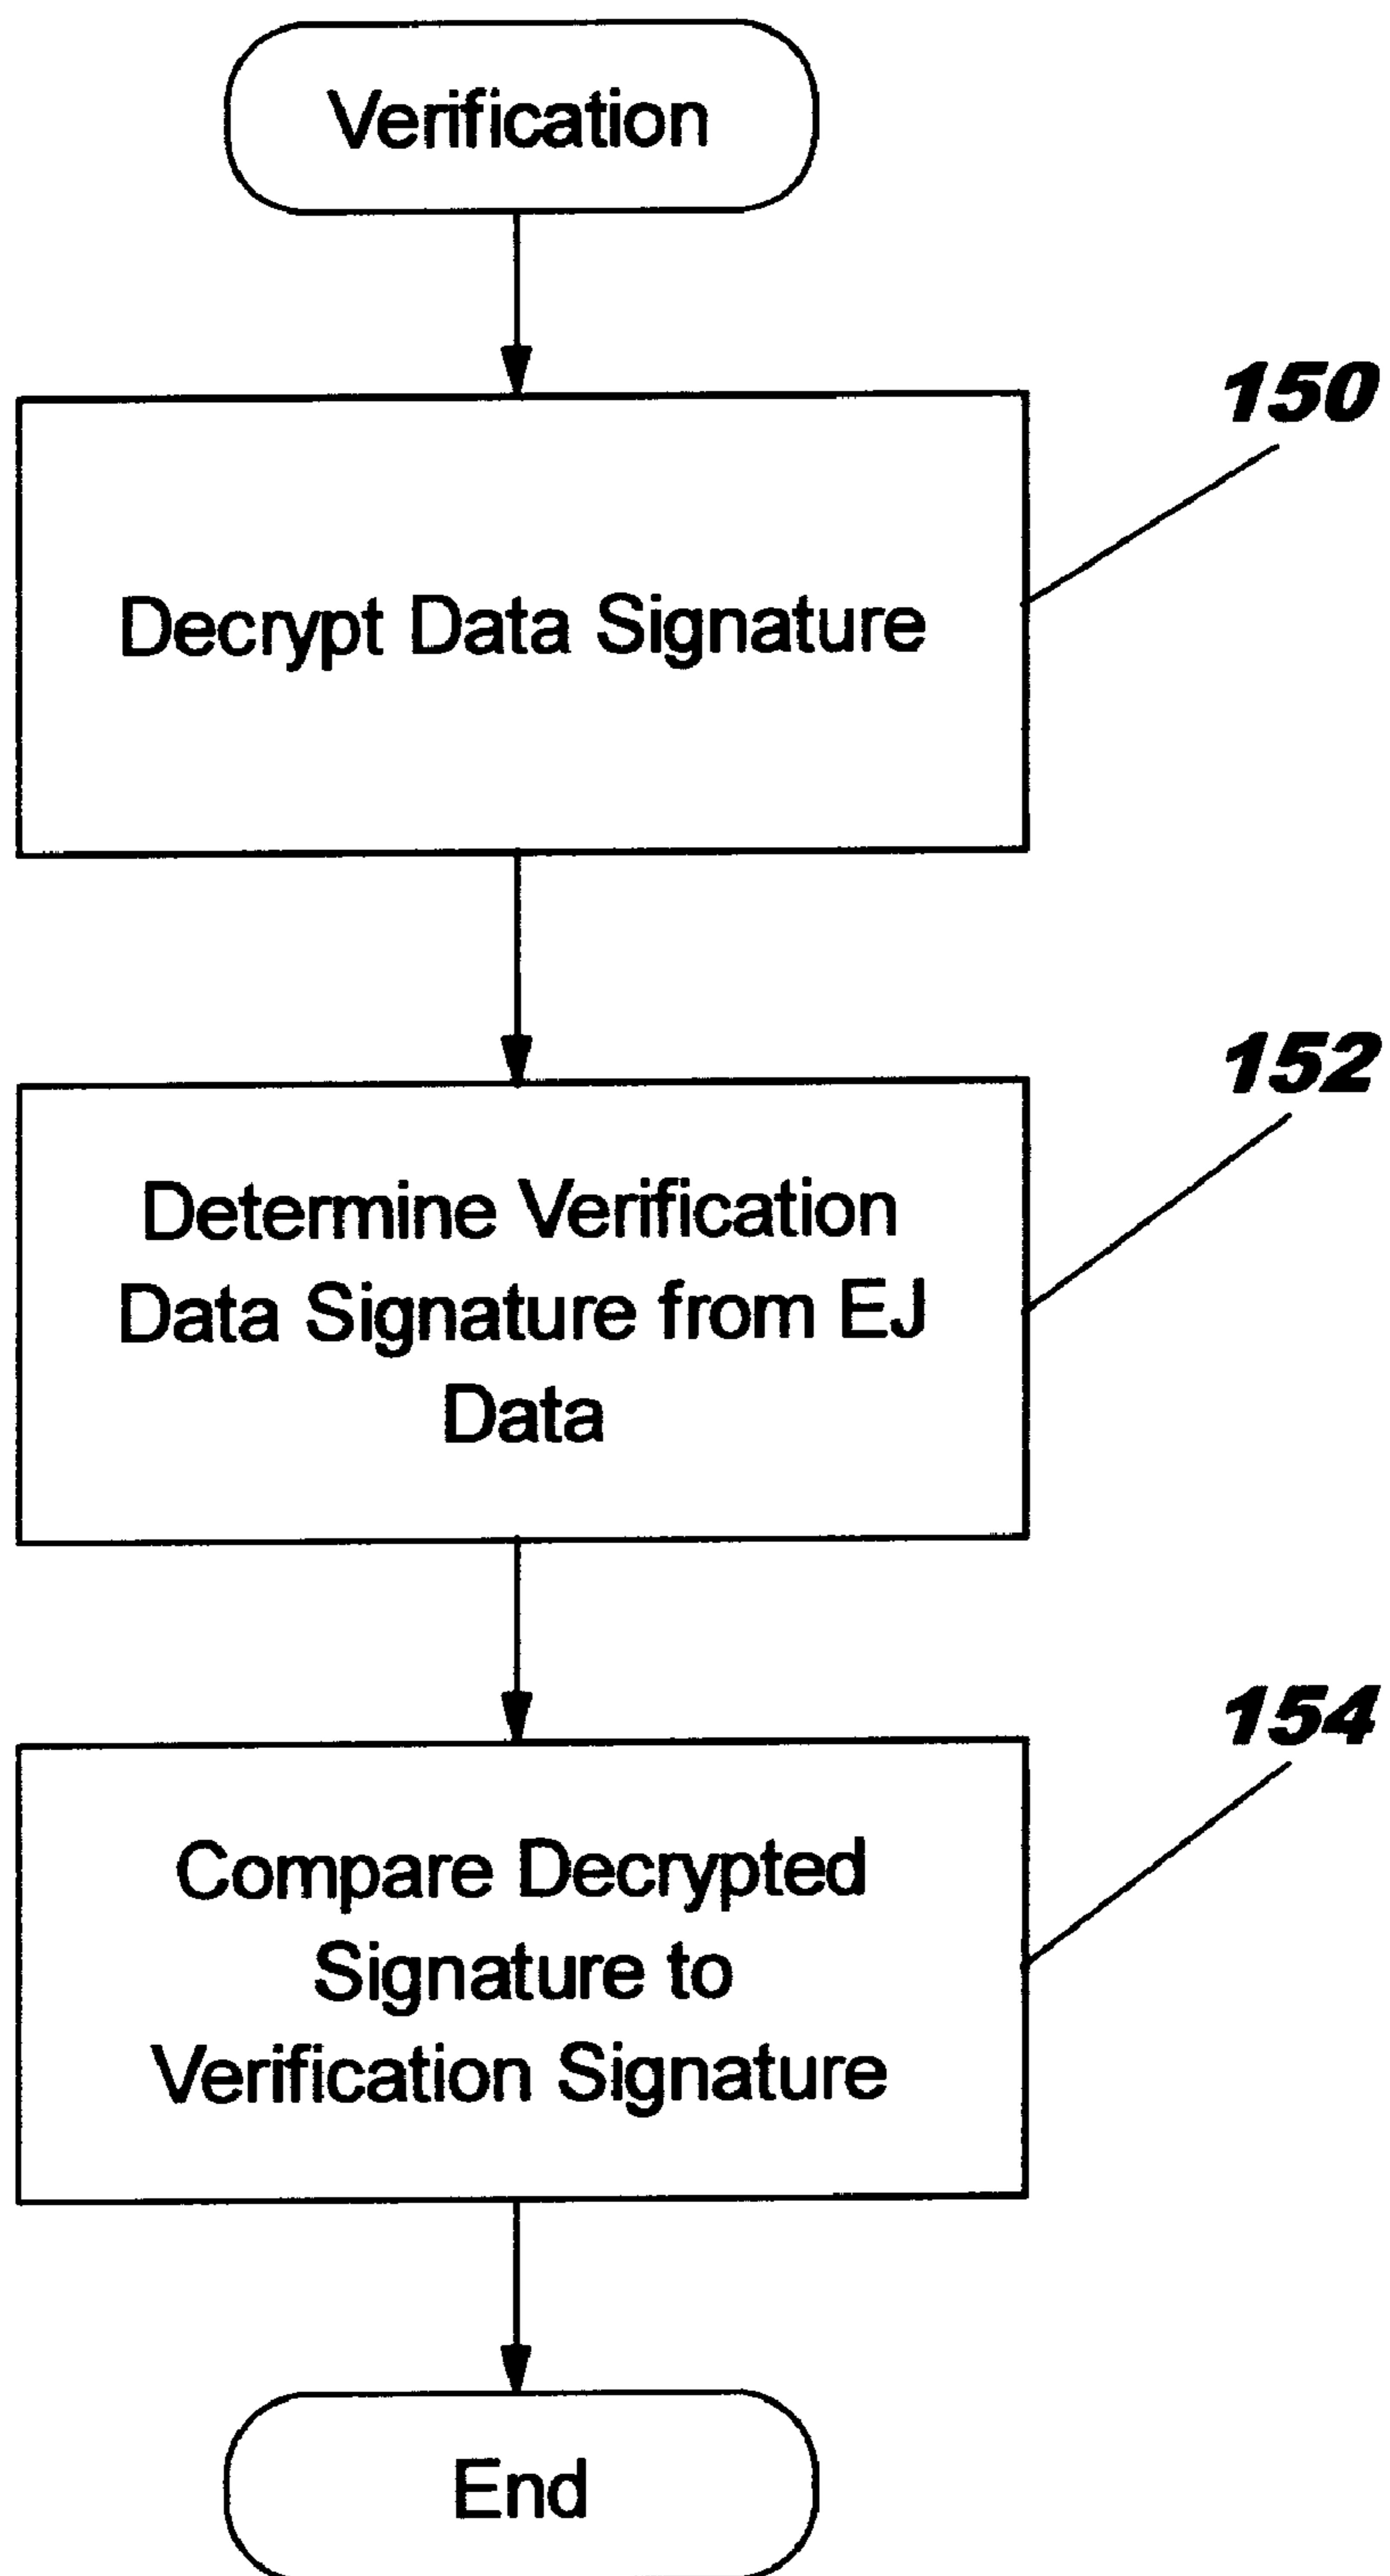 Verification
150
Decrypt Data Signature
152
Determine Verification
Data Signature from EJ
Data
154
Compare Decrypted
Signature to
Verification Signature
End